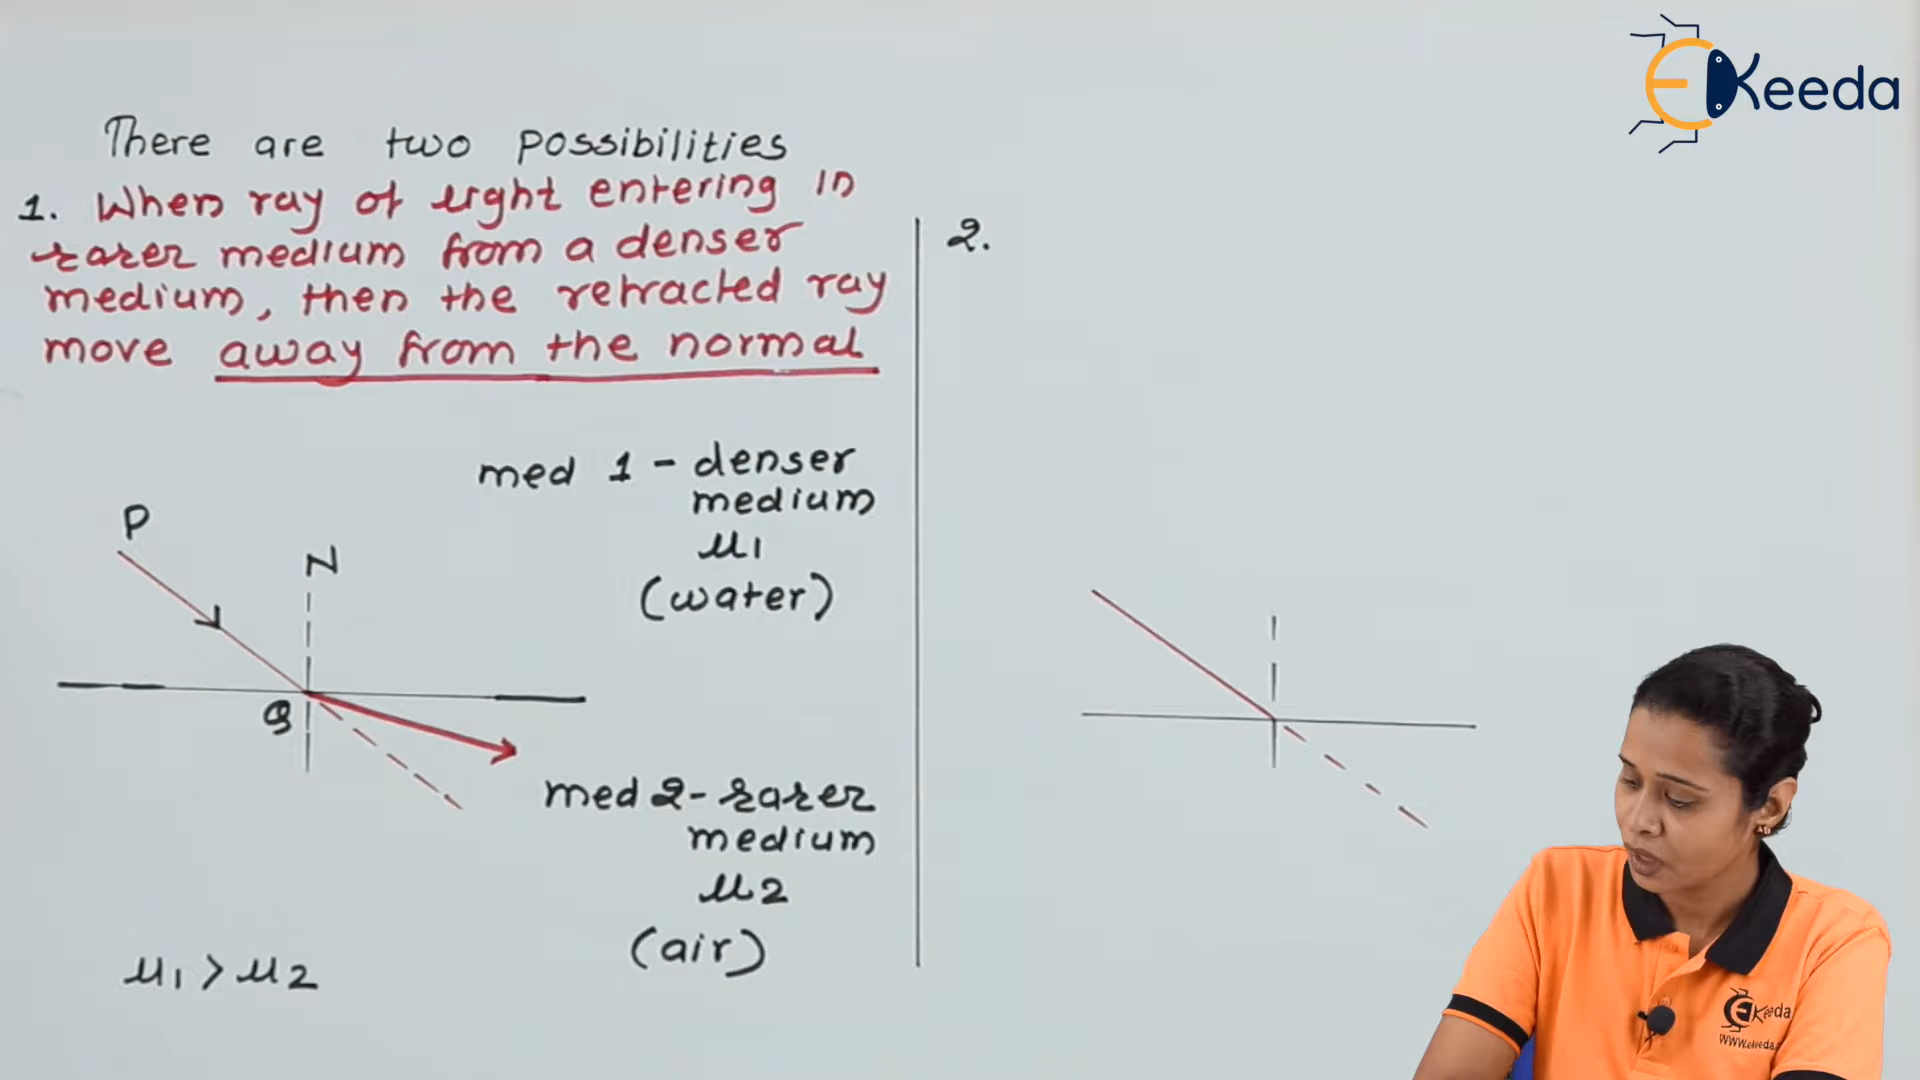 EKeeda
There are two possibilities
1. When ray of light entering in
rarer medium from a denser
medium, then the refracted ray
move away from the normal
med 1 - denser
medium
μ1
(water)
P
N
Q
med 2 - rarer
medium
μ2
(air)
μ1 > μ2
2.
EKeeda